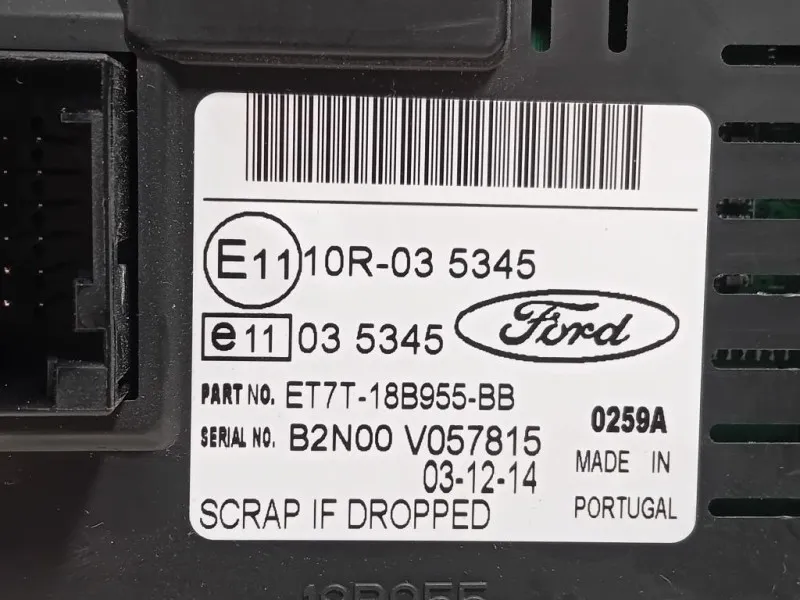 E11 10R-03 5345
e11 03 5345
Ford
PART NO. ET7T-18B955-BB
SERIAL NO. B2N00 V057815
0259A
03-12-14
MADE IN
PORTUGAL
SCRAP IF DROPPED
18B955